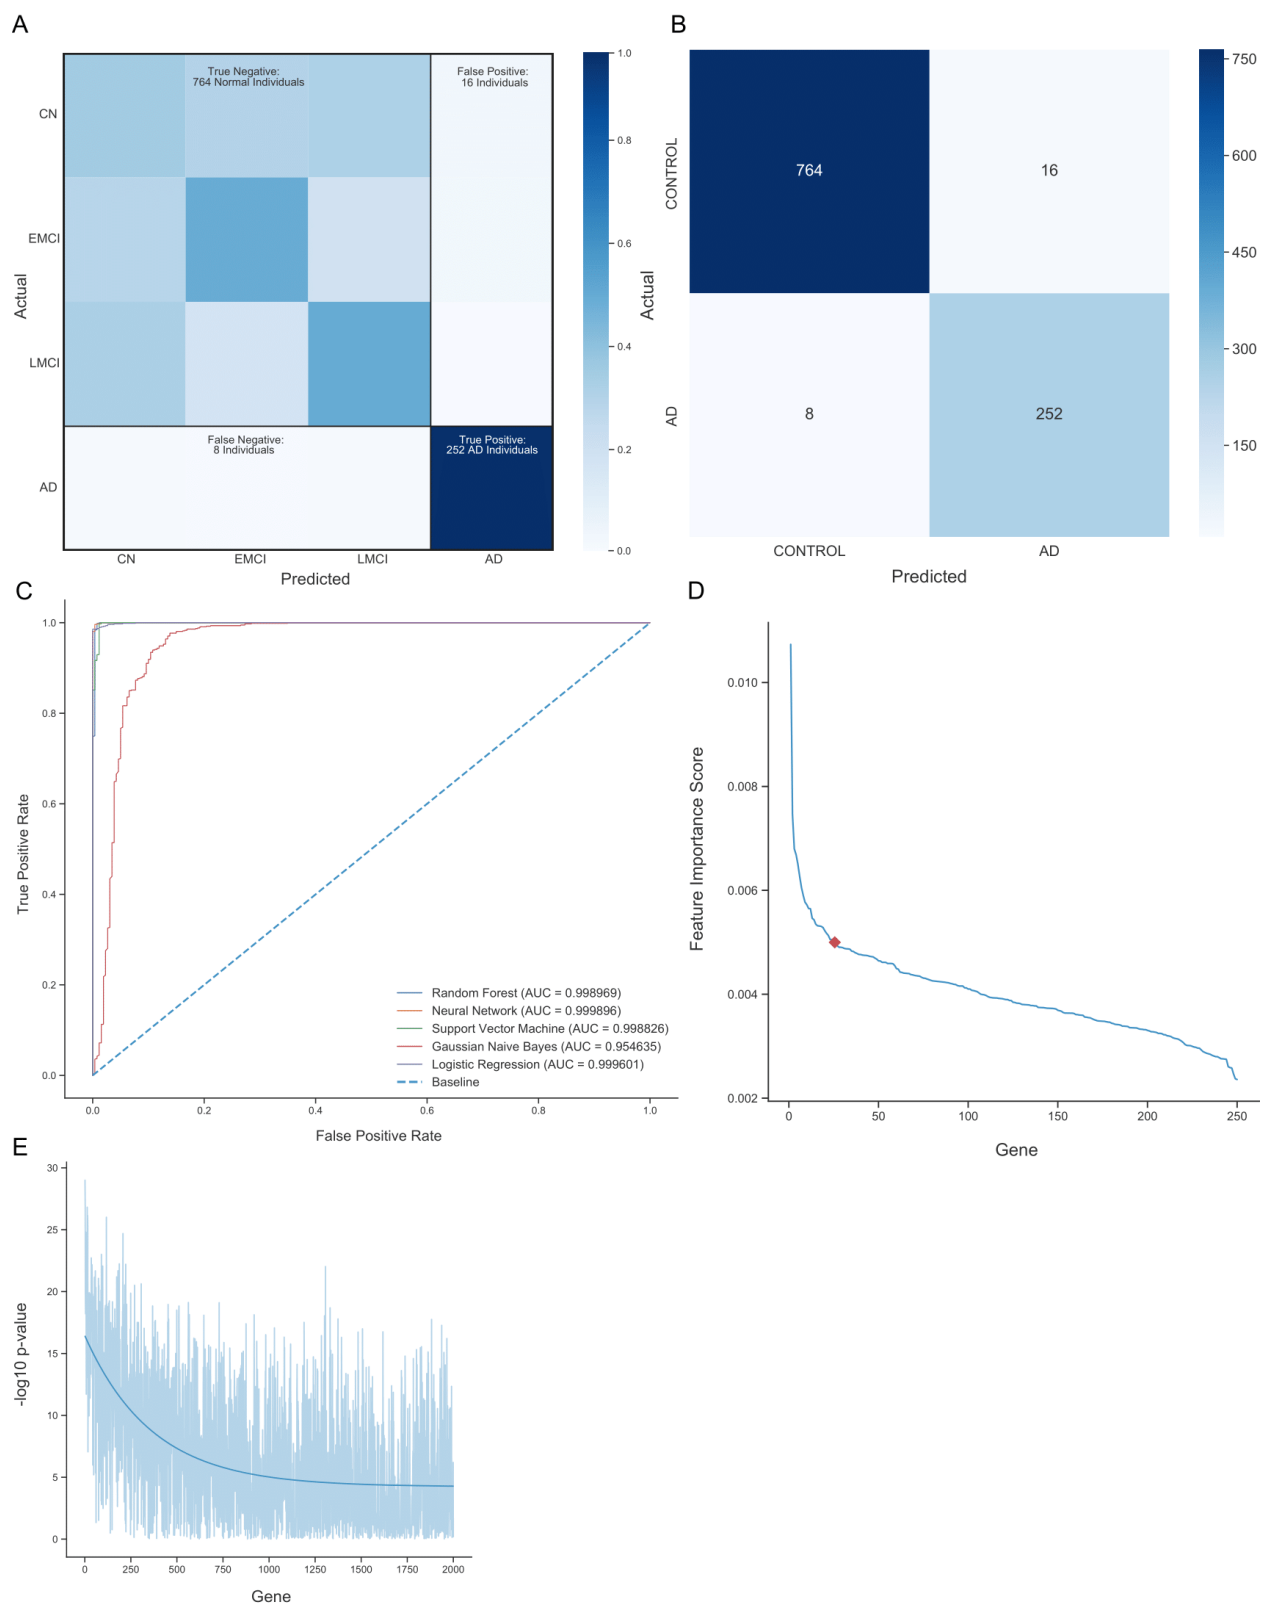 A
True Negative:
764 Normal Individuals
False Positive:
16 Individuals
False Negative:
8 Individuals
True Positive:
252 AD Individuals
CN
EMCI
LMCI
AD
Actual
CN
EMCI
LMCI
AD
Predicted
1.0
0.8
0.6
0.4
0.2
0.0
B
764
16
8
252
CONTROL
AD
Actual
CONTROL
AD
Predicted
750
600
450
300
150
C
1.0
0.8
0.6
0.4
0.2
0.0
True Positive Rate
Random Forest (AUC = 0.998969)
Neural Network (AUC = 0.999896)
Support Vector Machine (AUC = 0.998826)
Gaussian Naive Bayes (AUC = 0.954635)
Logistic Regression (AUC = 0.999601)
Baseline
0.0
0.2
0.4
0.6
0.8
1.0
False Positive Rate
D
0.010
0.008
0.006
0.004
0.002
Feature Importance Score
0
50
100
150
200
250
Gene
E
30
25
20
15
10
5
0
-log10 p-value
0
250
500
750
1000
1250
1500
1750
2000
Gene